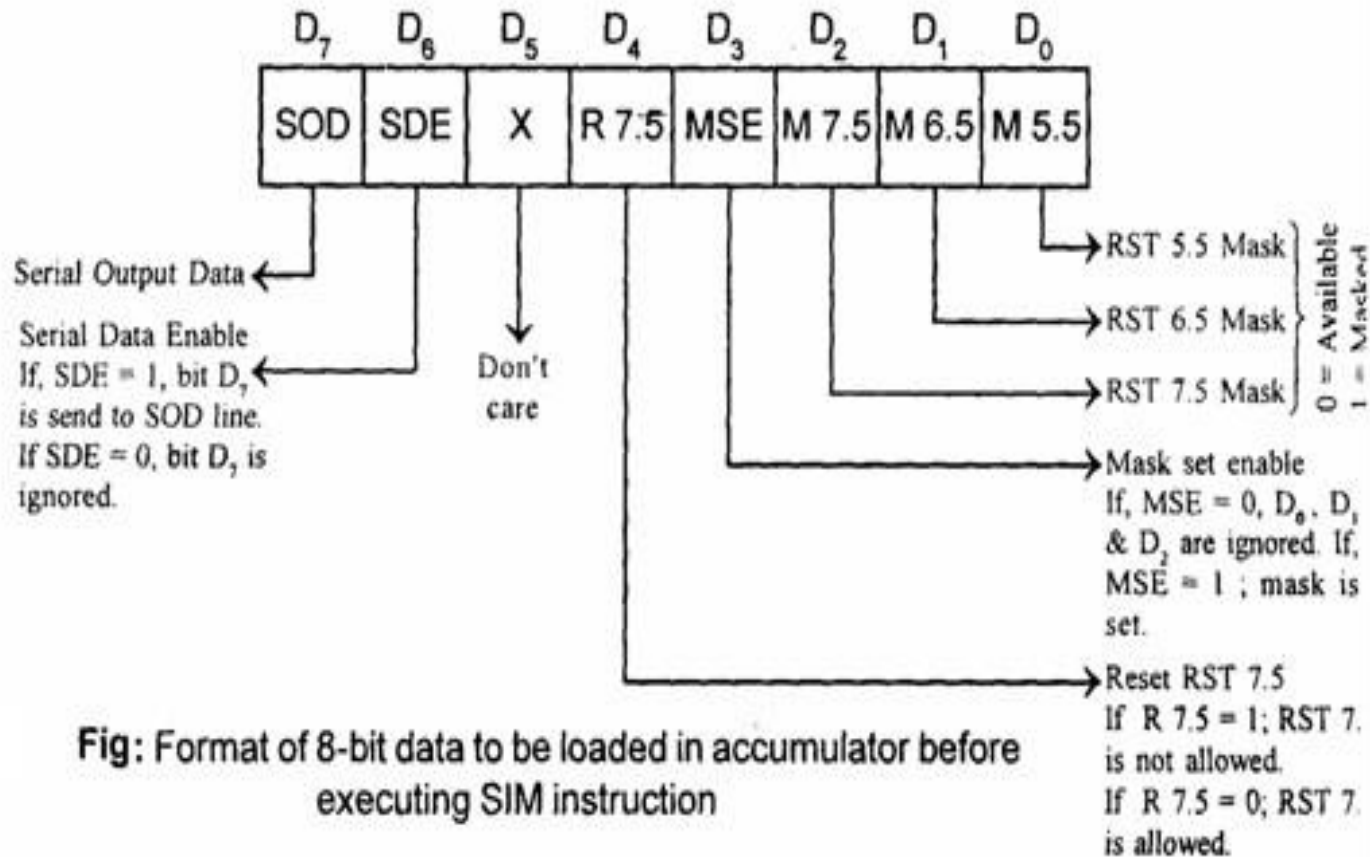 D₇ D₆ D₅ D₄ D₃ D₂ D₁ D₀
SOD SDE X R 7.5 MSE M 7.5 M 6.5 M 5.5
Serial Output Data
Serial Data Enable
If, SDE = 1, bit D₇
is send to SOD line.
If SDE = 0, bit D₇ is
ignored.
Don't
care
RST 5.5 Mask
RST 6.5 Mask
RST 7.5 Mask
0 = Available
1 = Masked
Mask set enable
If, MSE = 0, D₀, D₁
& D₂ are ignored. If,
MSE = 1 ; mask is
set.
Reset RST 7.5
If R 7.5 = 1; RST 7.
is not allowed.
If R 7.5 = 0; RST 7.
is allowed.
Fig: Format of 8-bit data to be loaded in accumulator before
executing SIM instruction